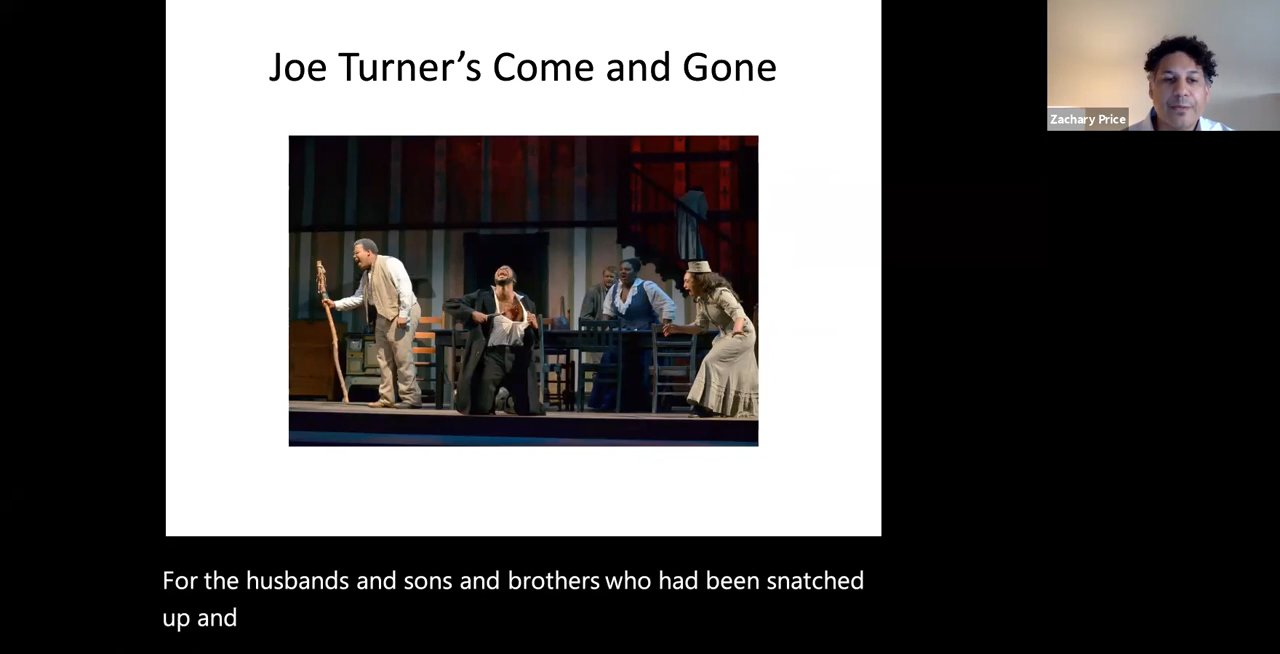 Joe Turner’s Come and Gone
Zachary Price
For the husbands and sons and brothers who had been snatched
up and